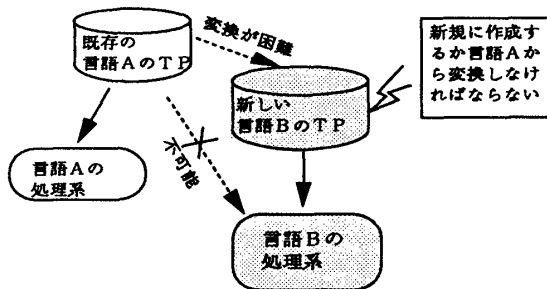 既存の
言語AのTP
変換が困難
新しい
言語BのTP
新規に作成す
るか言語Aか
ら変換しなけ
ればならない
不可能
言語Aの
処理系
言語Bの
処理系